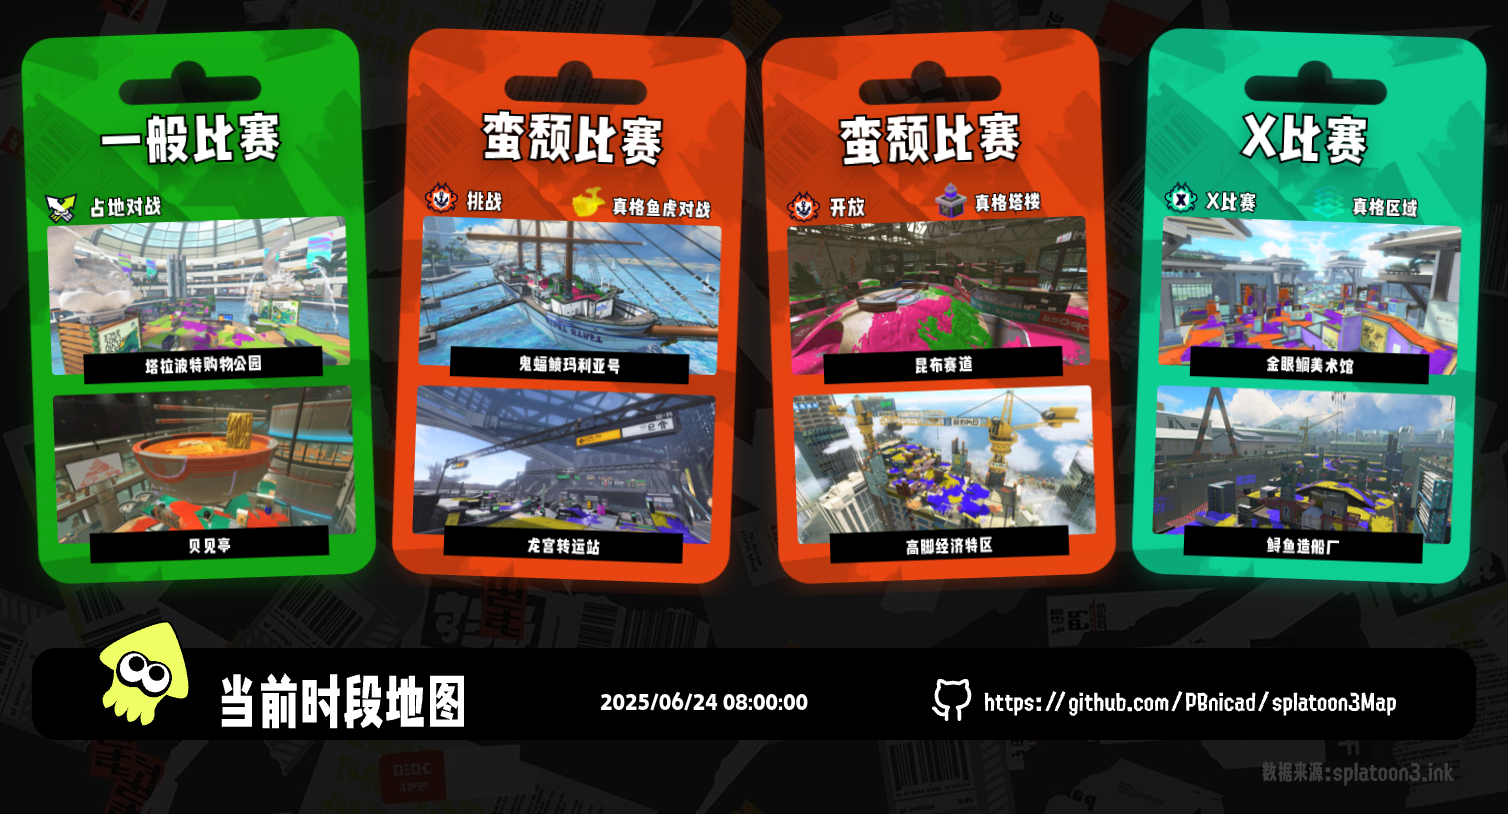 一般比赛
占地对战
塔拉波特购物公园
贝贝亭
蛮颓比赛
挑战
真格鱼虎对战
鬼蝠鲼玛利亚号
龙宫转运站
蛮颓比赛
开放
真格塔楼
昆布赛道
高脚经济特区
X比赛
X比赛
真格区域
金眼鲷美术馆
鲟鱼造船厂
当前时段地图
2025/06/24 08:00:00
https://github.com/PBnicad/splatoon3Map
数据来源:splatoon3.ink